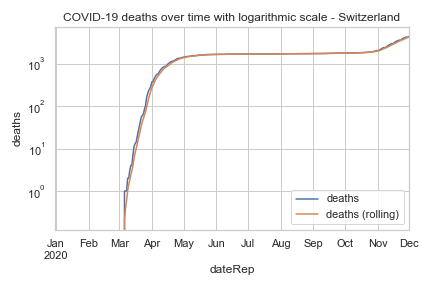 COVID-19 deaths over time with logarithmic scale - Switzerland
deaths
10³
10²
10¹
10⁰
deaths
deaths (rolling)
Jan Feb Mar Apr May Jun Jul Aug Sep Oct Nov Dec
2020
dateRep